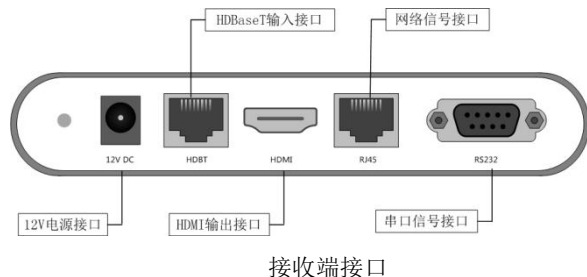 HDBaseT输入接口
网络信号接口
12V DC
HDBT
HDMI
RJ45
RS232
12V电源接口
HDMI输出接口
串口信号接口
接收端接口